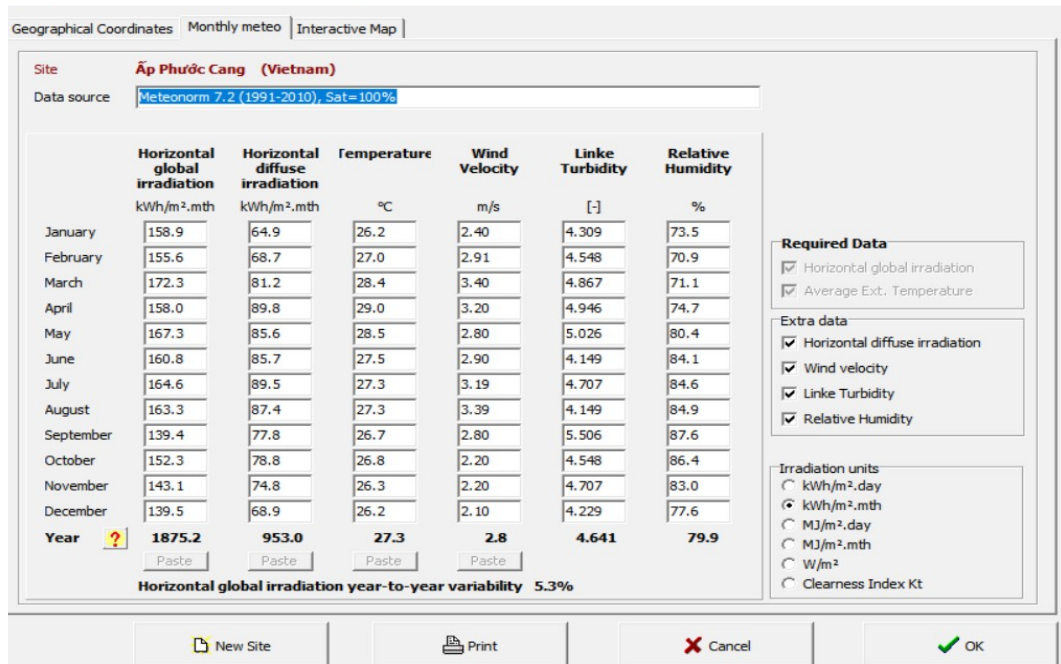 Geographical Coordinates Monthly meteo Interactive Map
Site Ấp Phước Cang (Vietnam)
Data source Meteonorm 7.2 (1991-2010), Sat=100%
Horizontal global irradiation Horizontal diffuse irradiation Temperature Wind Velocity Linke Turbidity Relative Humidity
kWh/m².mth kWh/m².mth °C m/s [-] %
January 158.9 64.9 26.2 2.40 4.309 73.5
February 155.6 68.7 27.0 2.91 4.548 70.9
March 172.3 81.2 28.4 3.40 4.867 71.1
April 158.0 89.8 29.0 3.20 4.946 74.7
May 167.3 85.6 28.5 2.80 5.026 80.4
June 160.8 85.7 27.5 2.90 4.149 84.1
July 164.6 89.5 27.3 3.19 4.707 84.6
August 163.3 87.4 27.3 3.39 4.149 84.9
September 139.4 77.8 26.7 2.80 5.506 87.6
October 152.3 78.8 26.8 2.20 4.548 86.4
November 143.1 74.8 26.3 2.20 4.707 83.0
December 139.5 68.9 26.2 2.10 4.229 77.6
Year ? 1875.2 953.0 27.3 2.8 4.641 79.9
Paste Paste Paste Paste
Horizontal global irradiation year-to-year variability 5.3%
Required Data
Horizontal global irradiation
Average Ext. Temperature
Extra data
Horizontal diffuse irradiation
Wind velocity
Linke Turbidity
Relative Humidity
Irradiation units
kWh/m².day
kWh/m².mth
MJ/m².day
MJ/m².mth
W/m²
Clearness Index Kt
New Site Print Cancel OK